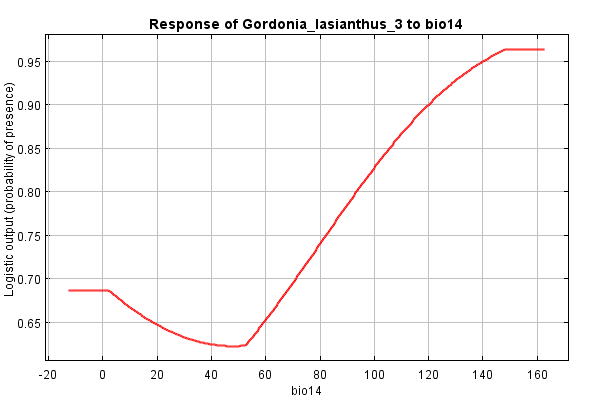 Response of Gordonia_lasianthus_3 to bio14
Logistic output (probability of presence)
0.95
0.90
0.85
0.80
0.75
0.70
0.65
-20 0 20 40 60 80 100 120 140 160
bio14